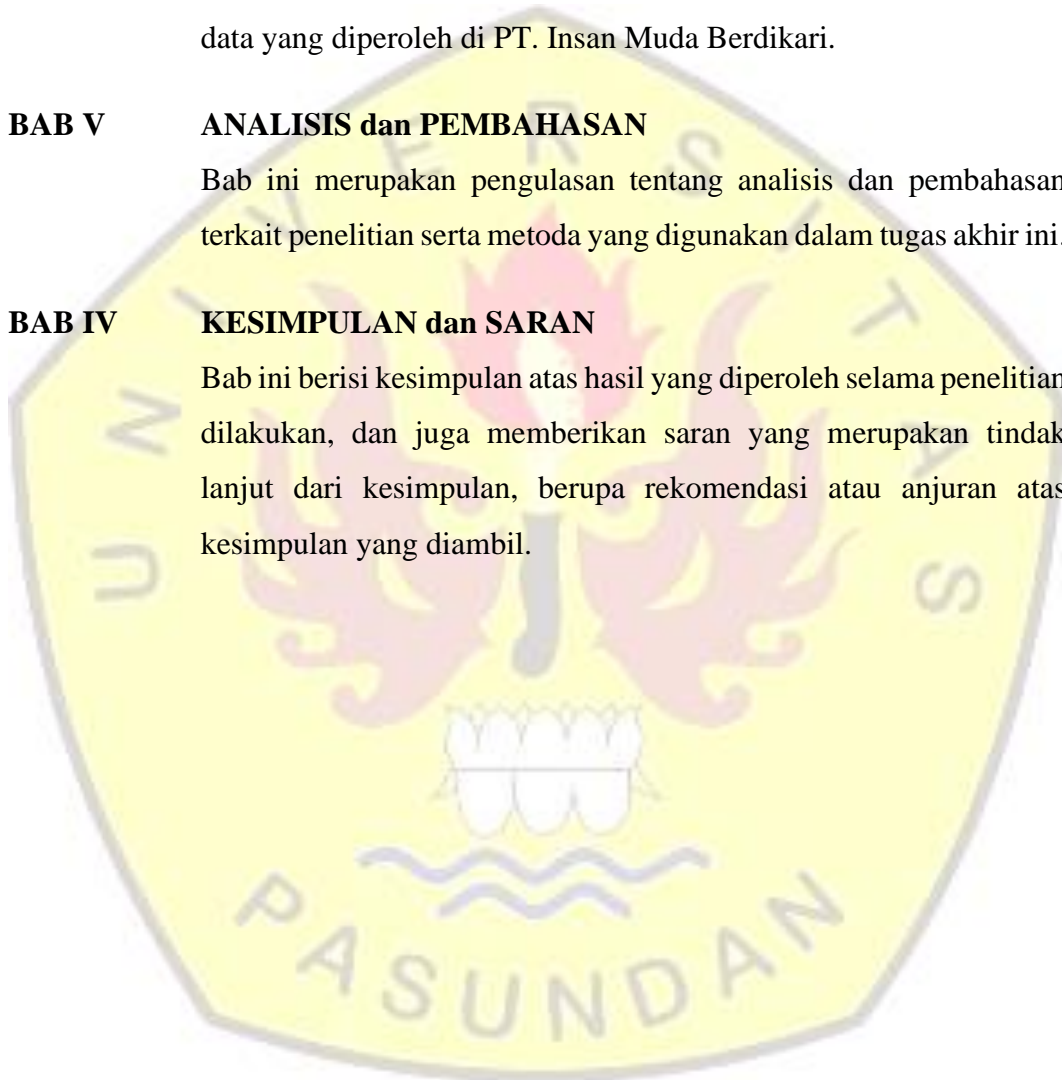 data yang diperoleh di PT. Insan Muda Berdikari.
BAB V ANALISIS dan PEMBAHASAN
Bab ini merupakan pengulasan tentang analisis dan pembahasan
terkait penelitian serta metoda yang digunakan dalam tugas akhir ini.
BAB IV KESIMPULAN dan SARAN
Bab ini berisi kesimpulan atas hasil yang diperoleh selama penelitian
dilakukan, dan juga memberikan saran yang merupakan tindak
lanjut dari kesimpulan, berupa rekomendasi atau anjuran atas
kesimpulan yang diambil.
UNIVERSITAS
PASUNDAN